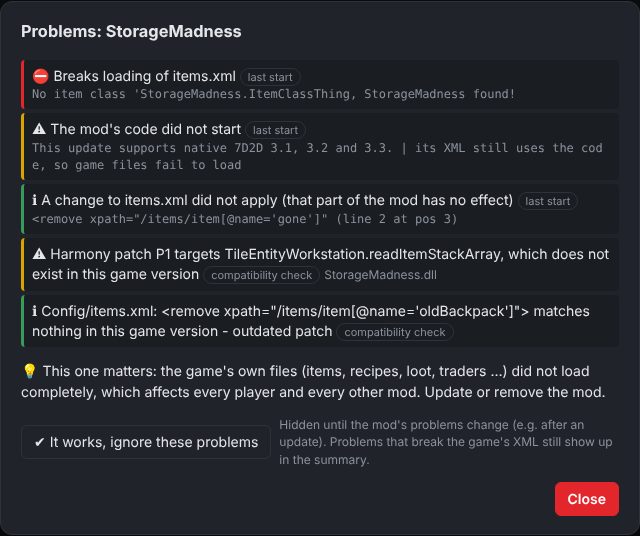 Problems: StorageMadness
⛔ Breaks loading of items.xml last start
No item class 'StorageMadness.ItemClassThing, StorageMadness found!
⚠ The mod's code did not start last start
This update supports native 7D2D 3.1, 3.2 and 3.3. | its XML still uses the cod
e, so game files fail to load
ℹ A change to items.xml did not apply (that part of the mod has no effect) last start
<remove xpath="/items/item[@name='gone']" (line 2 at pos 3)
⚠ Harmony patch P1 targets TileEntityWorkstation.readItemStackArray, which does not
exist in this game version compatibility check StorageMadness.dll
ℹ Config/items.xml: <remove xpath="/items/item[@name='oldBackpack']"> matches
nothing in this game version - outdated patch compatibility check
💡 This one matters: the game's own files (items, recipes, loot, traders ...) did not load
completely, which affects every player and every other mod. Update or remove the mod.
✔ It works, ignore these problems
Hidden until the mod's problems change (e.g. after an
update). Problems that break the game's XML still show up
in the summary.
Close